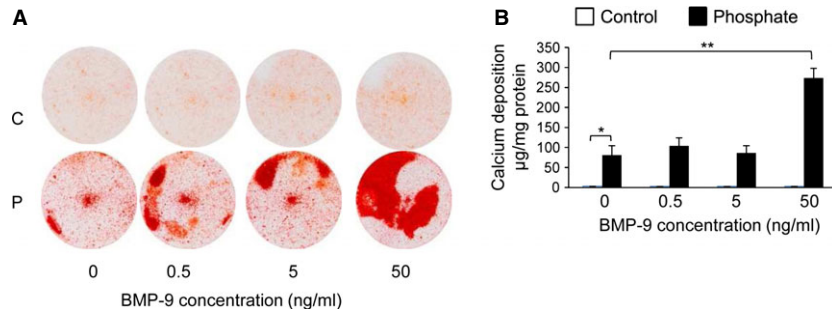 A
C
P
0 0.5 5 50
BMP-9 concentration (ng/ml)
B
Control Phosphate
Calcium deposition
µg/mg protein
350
300
250
200
150
100
50
0
*
**
0 0.5 5 50
BMP-9 concentration (ng/ml)